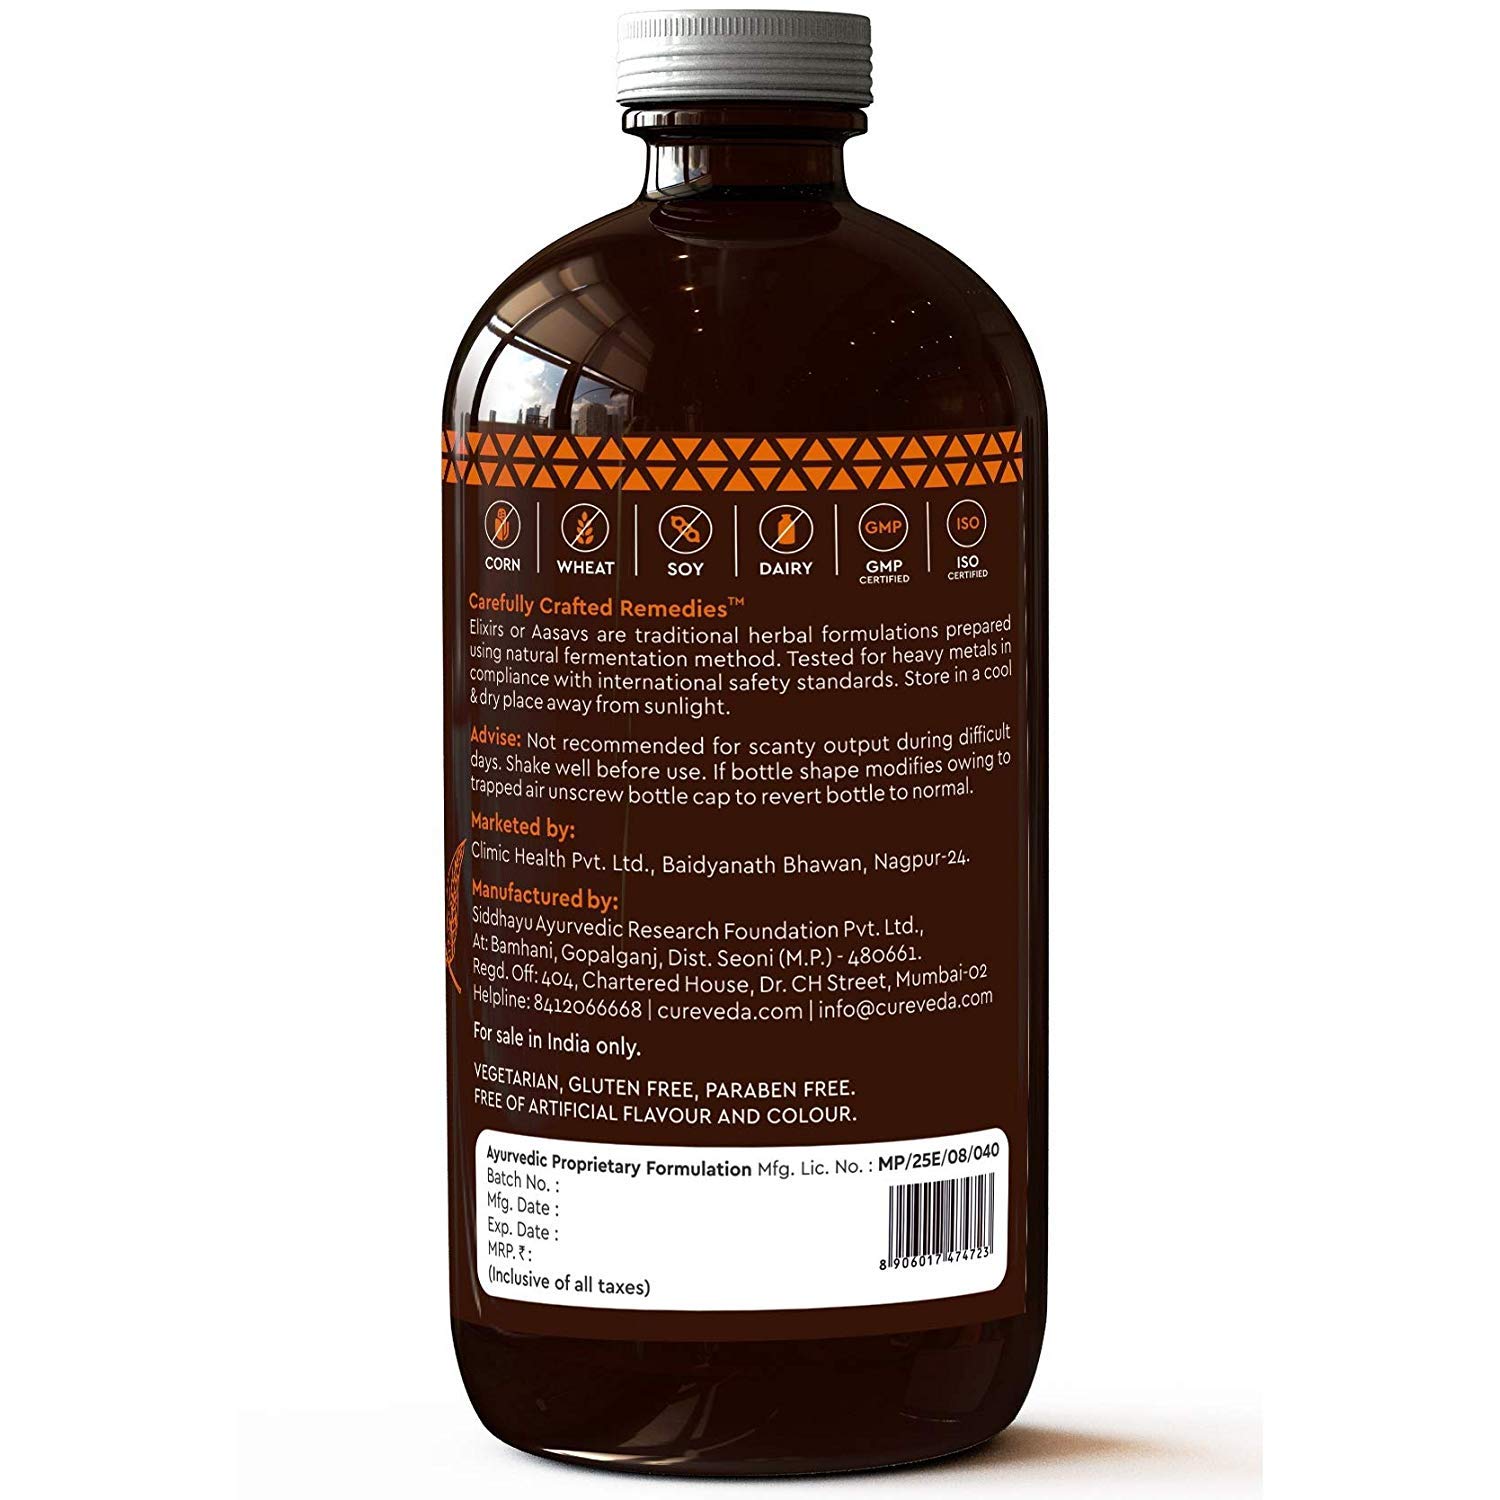 GMP
ISO
CORN
WHEAT
SOY
DAIRY
GMP
CERTIFIED
ISO
CERTIFIED
Carefully Crafted Remedies™
Elixirs or Aasavs are traditional herbal formulations prepared
using natural fermentation method. Tested for heavy metals in
compliance with international safety standards. Store in a cool
& dry place away from sunlight.
Advise: Not recommended for scanty output during difficult
days. Shake well before use. If bottle shape modifies owing to
trapped air unscrew bottle cap to revert bottle to normal.
Marketed by:
Climic Health Pvt. Ltd., Baidyanath Bhawan, Nagpur-24.
Manufactured by:
Siddhayu Ayurvedic Research Foundation Pvt. Ltd.,
At: Bamhani, Gopalganj, Dist. Seoni (M.P.) - 480661.
Regd. Off: 404, Chartered House, Dr. CH Street, Mumbai-02
Helpline: 8412066668 | cureveda.com | info@cureveda.com
For sale in India only.
VEGETARIAN, GLUTEN FREE, PARABEN FREE.
FREE OF ARTIFICIAL FLAVOUR AND COLOUR.
Ayurvedic Proprietary Formulation Mfg. Lic. No. : MP/25E/08/040
Batch No. :
Mfg. Date :
Exp. Date :
MRP. ₹ :
(Inclusive of all taxes)
8 906017 474723